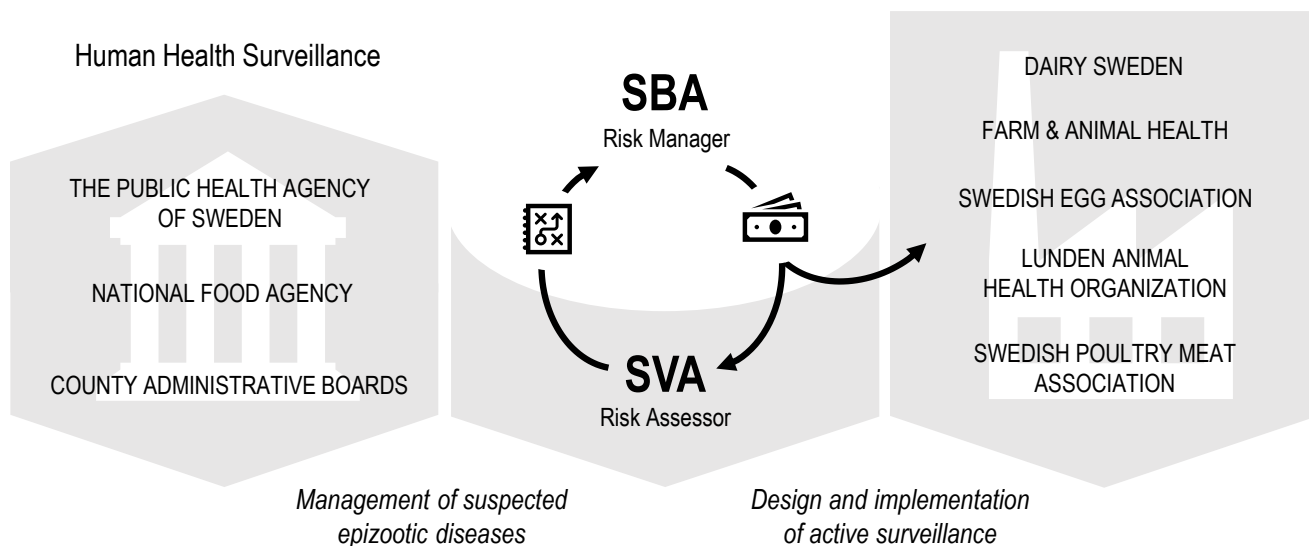 Human Health Surveillance
THE PUBLIC HEALTH AGENCY
OF SWEDEN
NATIONAL FOOD AGENCY
COUNTY ADMINISTRATIVE BOARDS
SBA
Risk Manager
SVA
Risk Assessor
DAIRY SWEDEN
FARM & ANIMAL HEALTH
SWEDISH EGG ASSOCIATION
LUNDEN ANIMAL
HEALTH ORGANIZATION
SWEDISH POULTRY MEAT
ASSOCIATION
Management of suspected
epizootic diseases
Design and implementation
of active surveillance